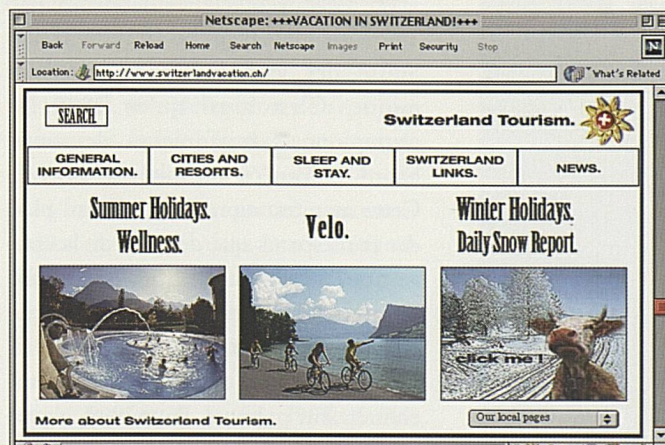 Netscape: +++VACATION IN SWITZERLAND!+++
Back Forward Reload Home Search Netscape Images Print Security Stop
Location: http://www.switzerlandvacation.ch/ What's Related
SEARCH.
Switzerland Tourism.
GENERAL INFORMATION.
CITIES AND RESORTS.
SLEEP AND STAY.
SWITZERLAND LINKS.
NEWS.
Summer Holidays.
Wellness.
Velo.
Winter Holidays.
Daily Snow Report.
click me !
More about Switzerland Tourism.
Our local pages